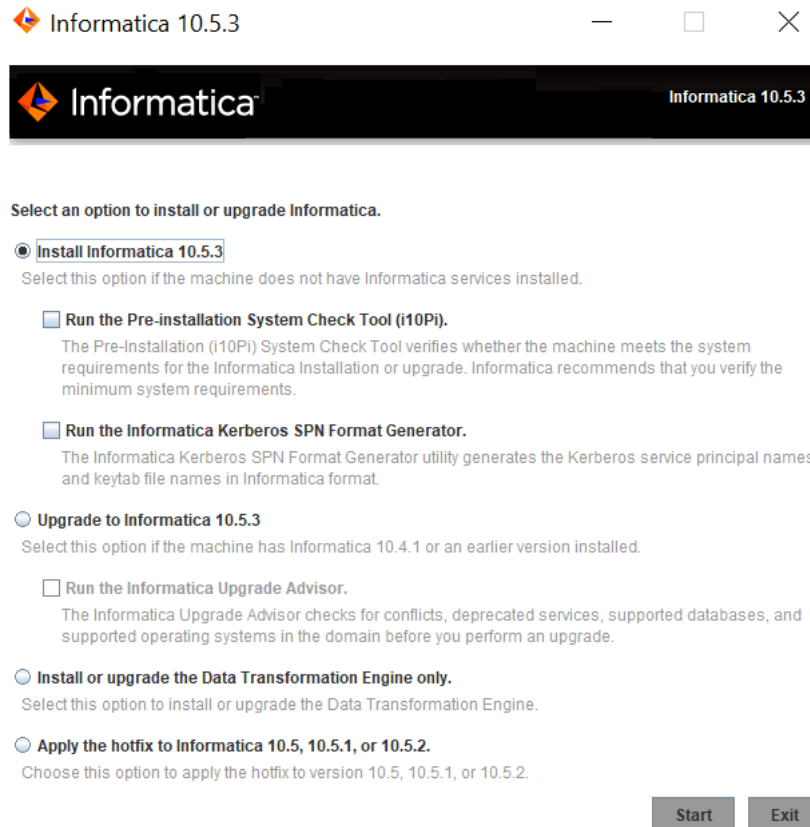 Informatica 10.5.3
Informatica
Informatica 10.5.3
Select an option to install or upgrade Informatica.
Install Informatica 10.5.3
Select this option if the machine does not have Informatica services installed.
Run the Pre-installation System Check Tool (i10Pi).
The Pre-Installation (i10Pi) System Check Tool verifies whether the machine meets the system
requirements for the Informatica Installation or upgrade. Informatica recommends that you verify the
minimum system requirements.
Run the Informatica Kerberos SPN Format Generator.
The Informatica Kerberos SPN Format Generator utility generates the Kerberos service principal names
and keytab file names in Informatica format.
Upgrade to Informatica 10.5.3
Select this option if the machine has Informatica 10.4.1 or an earlier version installed.
Run the Informatica Upgrade Advisor.
The Informatica Upgrade Advisor checks for conflicts, deprecated services, supported databases, and
supported operating systems in the domain before you perform an upgrade.
Install or upgrade the Data Transformation Engine only.
Select this option to install or upgrade the Data Transformation Engine.
Apply the hotfix to Informatica 10.5, 10.5.1, or 10.5.2.
Choose this option to apply the hotfix to version 10.5, 10.5.1, or 10.5.2.
Start Exit